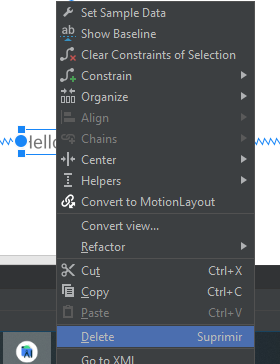 Set Sample Data
Show Baseline
Clear Constraints of Selection
Constrain
Organize
Align
Chains
Center
Helpers
Convert to MotionLayout
Convert view...
Refactor
Cut Ctrl+X
Copy Ctrl+C
Paste Ctrl+V
Delete Suprimir
Go to XML
Hello
AI